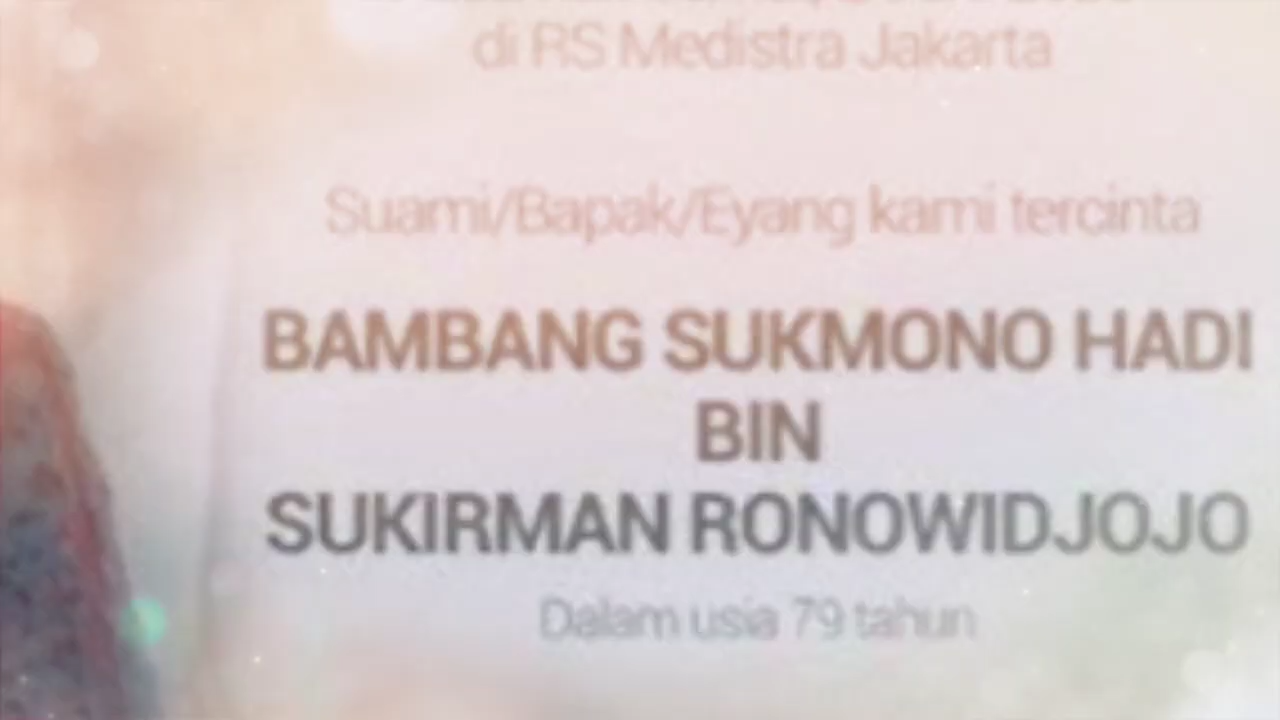 di RS Medistra Jakarta
Suami/Bapak/Eyang kami tercinta
BAMBANG SUKMONO HADI
BIN
SUKIRMAN RONOWIDJOJO
Dalam usia 79 tahun